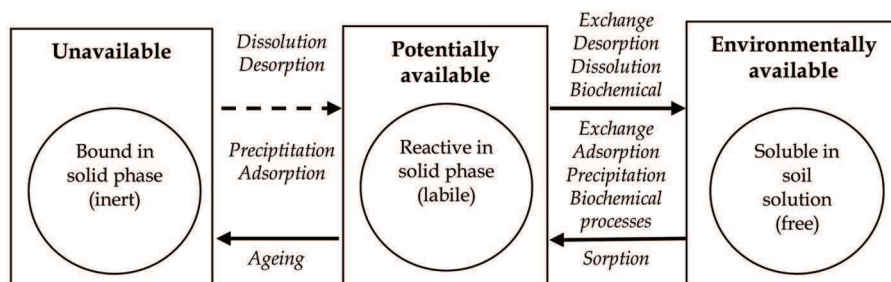 Unavailable
Bound in
solid phase
(inert)
Dissolution
Desorption
Preciptitation
Adsorption
Ageing
Potentially
available
Reactive in
solid phase
(labile)
Exchange
Desorption
Dissolution
Biochemical
Exchange
Adsorption
Precipitation
Biochemical
processes
Sorption
Environmentally
available
Soluble in
soil
solution
(free)